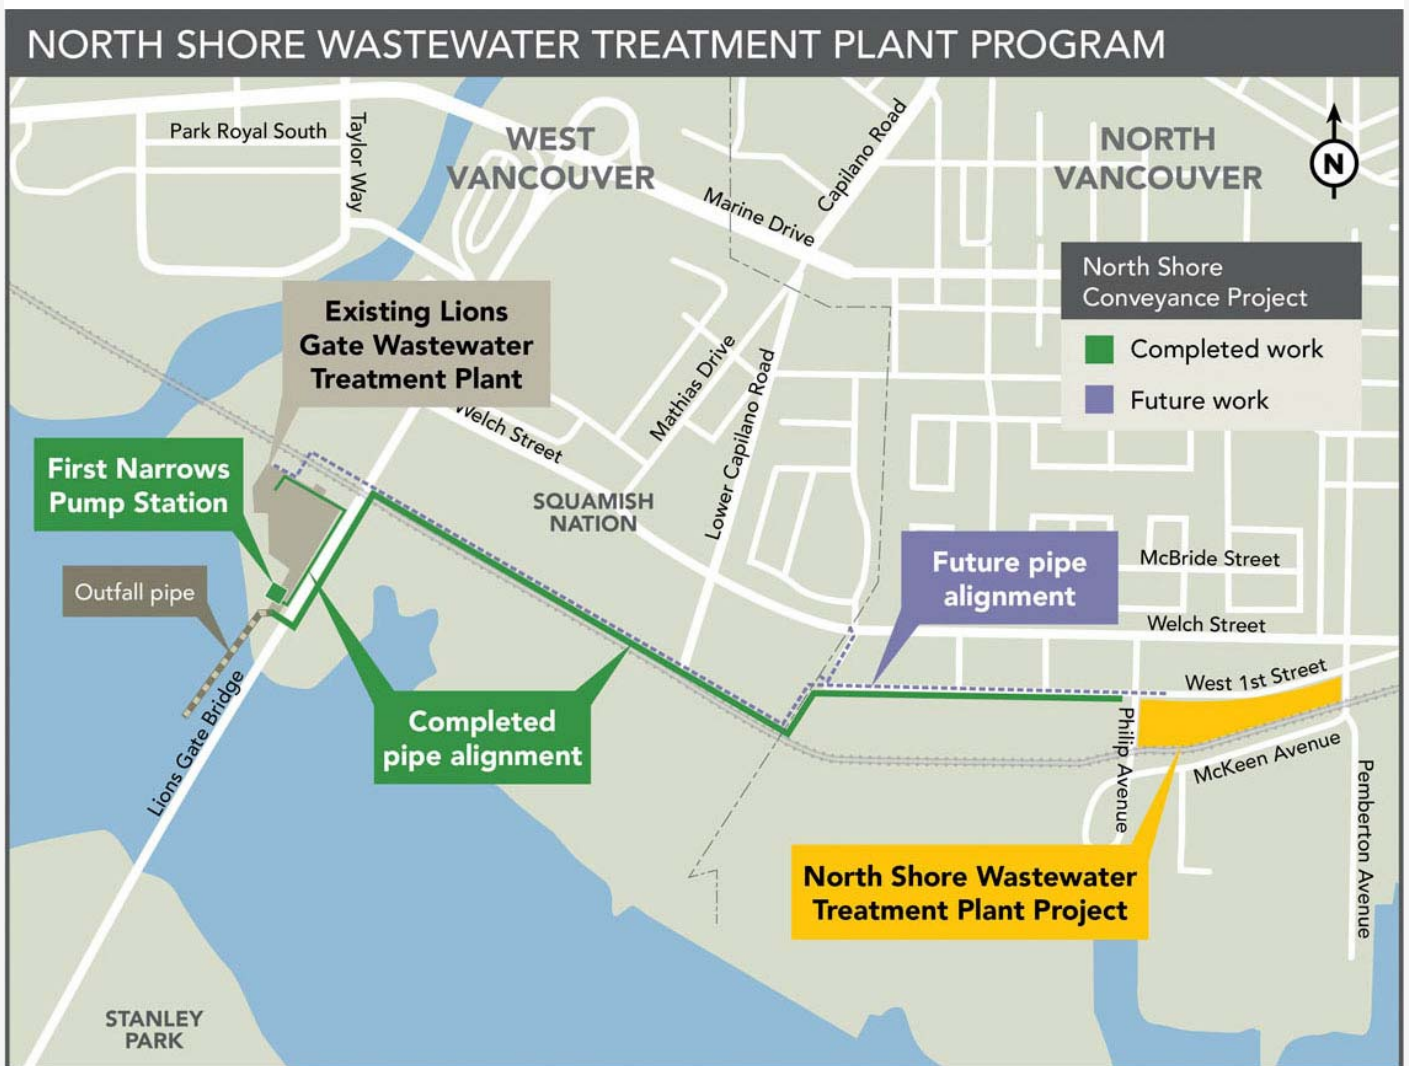 NORTH SHORE WASTEWATER TREATMENT PLANT PROGRAM
Park Royal South
Taylor Way
WEST
VANCOUVER
Capilano Road
Marine Drive
NORTH
VANCOUVER
N
North Shore
Conveyance Project
Completed work
Future work
Existing Lions
Gate Wastewater
Treatment Plant
Mathias Drive
Lower Capilano Road
Welch Street
First Narrows
Pump Station
SQUAMISH
NATION
Outfall pipe
Future pipe
alignment
McBride Street
Welch Street
West 1st Street
Completed
pipe alignment
Lions Gate Bridge
Philip Avenue
McKeen Avenue
Pemberton Avenue
North Shore Wastewater
Treatment Plant Project
STANLEY
PARK